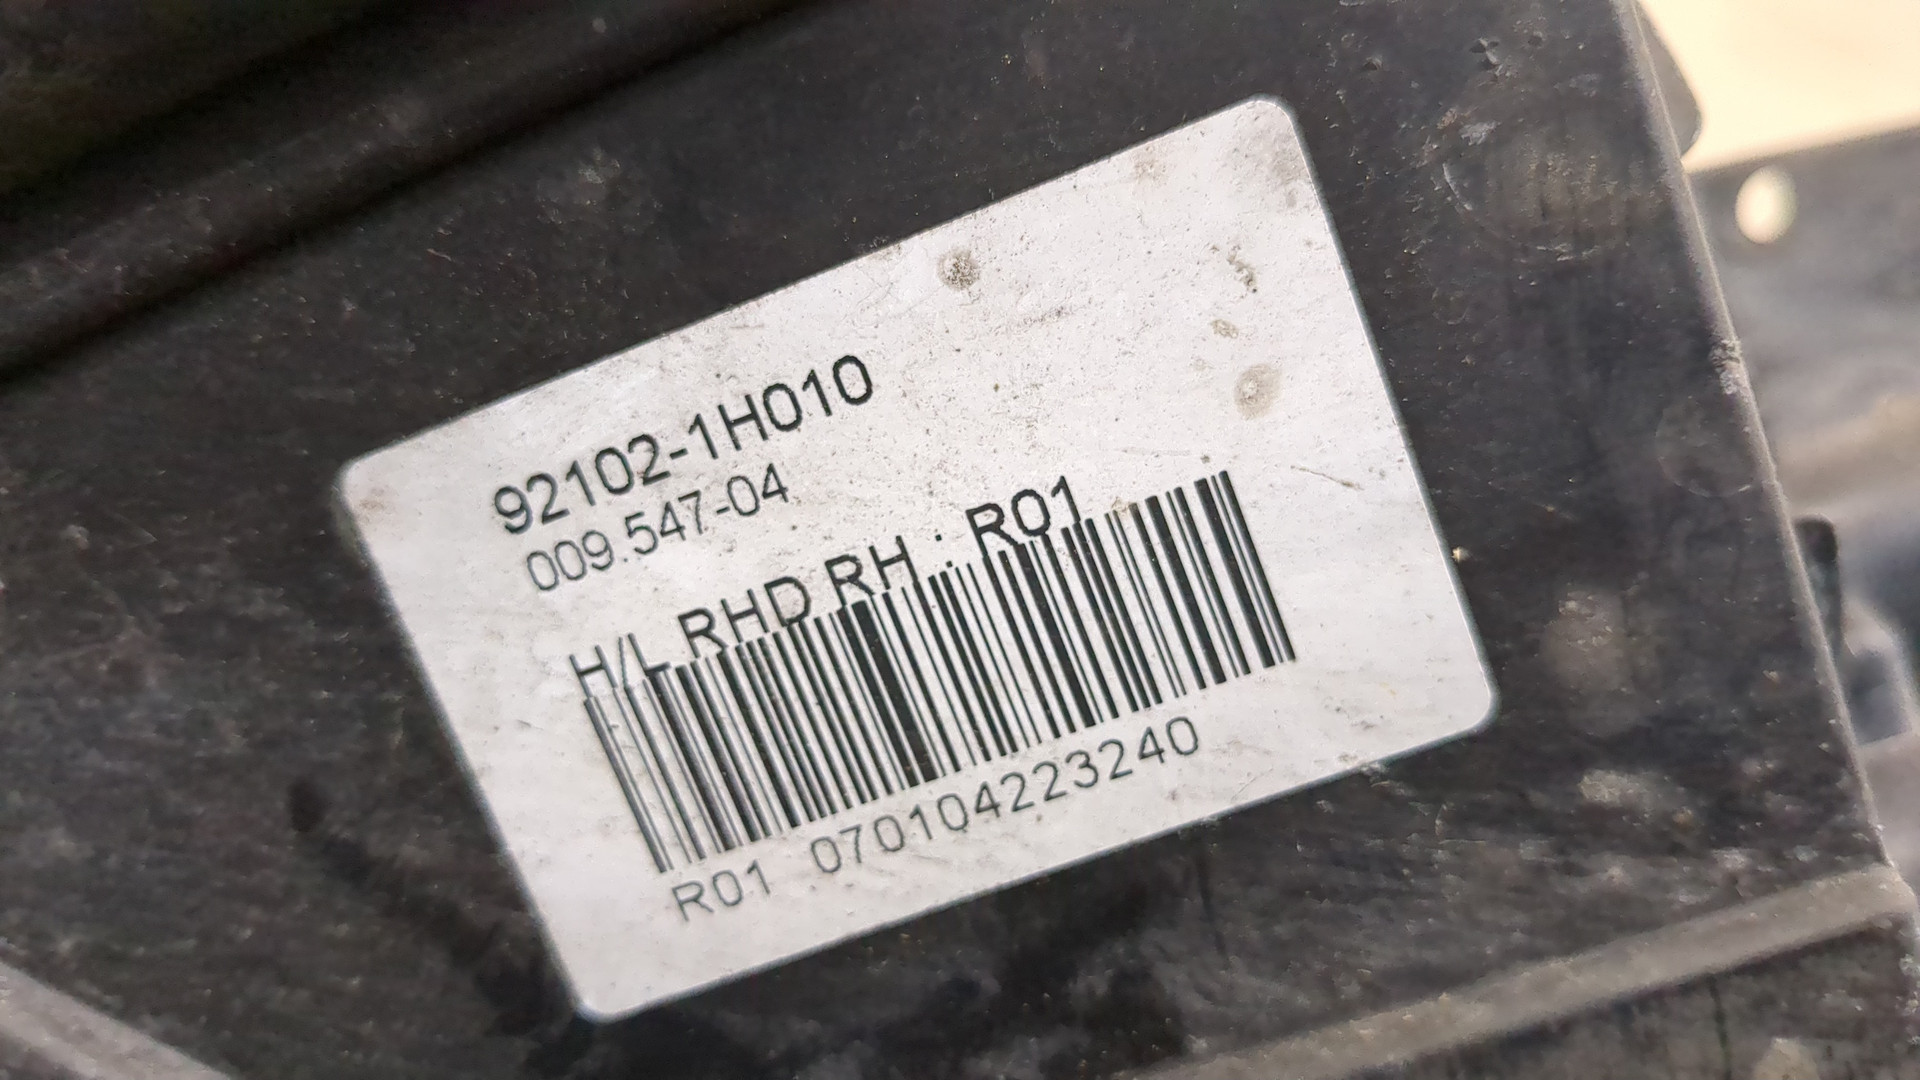 92102-1H010
009.547-04
H/L RHD RH : R01
R01 070104223240